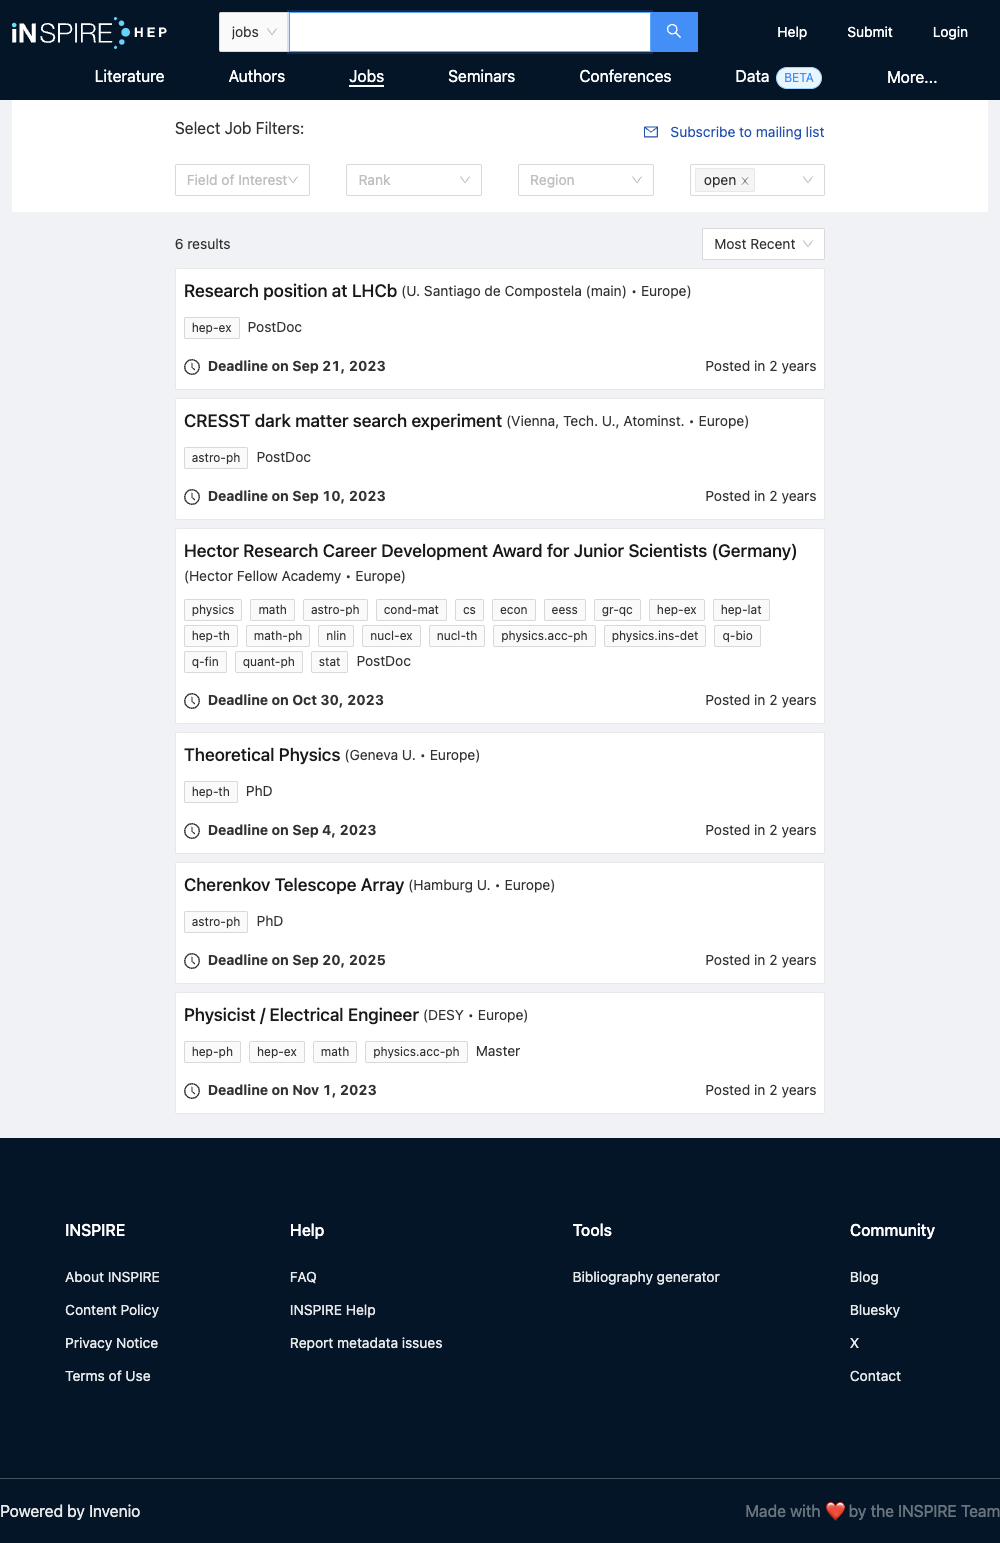 iNSPIRE HEP
jobs
Help Submit Login
Literature Authors Jobs Seminars Conferences Data BETA More...
Select Job Filters:
Subscribe to mailing list
Field of Interest Rank Region open
6 results
Most Recent
Research position at LHCb (U. Santiago de Compostela (main) • Europe)
hep-ex PostDoc
Deadline on Sep 21, 2023 Posted in 2 years
CRESST dark matter search experiment (Vienna, Tech. U., Atominst. • Europe)
astro-ph PostDoc
Deadline on Sep 10, 2023 Posted in 2 years
Hector Research Career Development Award for Junior Scientists (Germany)
(Hector Fellow Academy • Europe)
physics math astro-ph cond-mat cs econ eess gr-qc hep-ex hep-lat
hep-th math-ph nlin nucl-ex nucl-th physics.acc-ph physics.ins-det q-bio
q-fin quant-ph stat PostDoc
Deadline on Oct 30, 2023 Posted in 2 years
Theoretical Physics (Geneva U. • Europe)
hep-th PhD
Deadline on Sep 4, 2023 Posted in 2 years
Cherenkov Telescope Array (Hamburg U. • Europe)
astro-ph PhD
Deadline on Sep 20, 2025 Posted in 2 years
Physicist / Electrical Engineer (DESY • Europe)
hep-ph hep-ex math physics.acc-ph Master
Deadline on Nov 1, 2023 Posted in 2 years
INSPIRE
About INSPIRE
Content Policy
Privacy Notice
Terms of Use
Help
FAQ
INSPIRE Help
Report metadata issues
Tools
Bibliography generator
Community
Blog
Bluesky
X
Contact
Powered by Invenio
Made with ❤️ by the INSPIRE Team